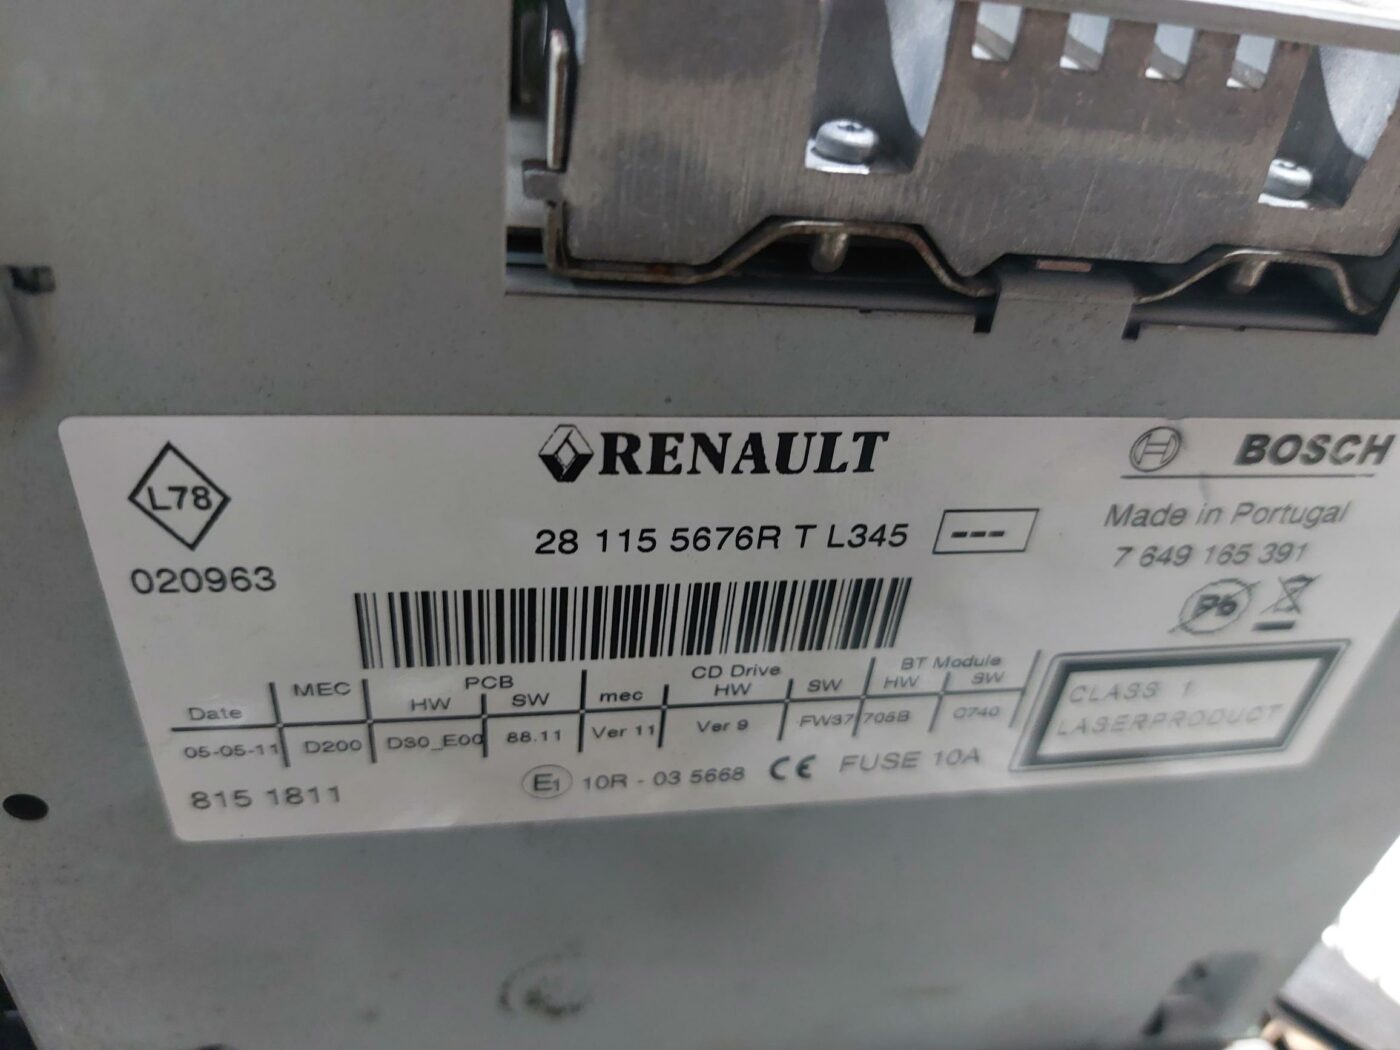 L78
020963
RENAULT
28 115 5676R T L345 ---
BOSCH
Made in Portugal
7 649 165 391
Pb
Date MEC PCB HW SW mec CD Drive HW SW BT Module HW SW
05-05-11 D200 DS0_E00 88.11 Ver 11 Ver 9 FW37 705B 0740
CLASS 1
LASERPRODUCT
815 1811
E1 10R - 03 5668 CE FUSE 10A